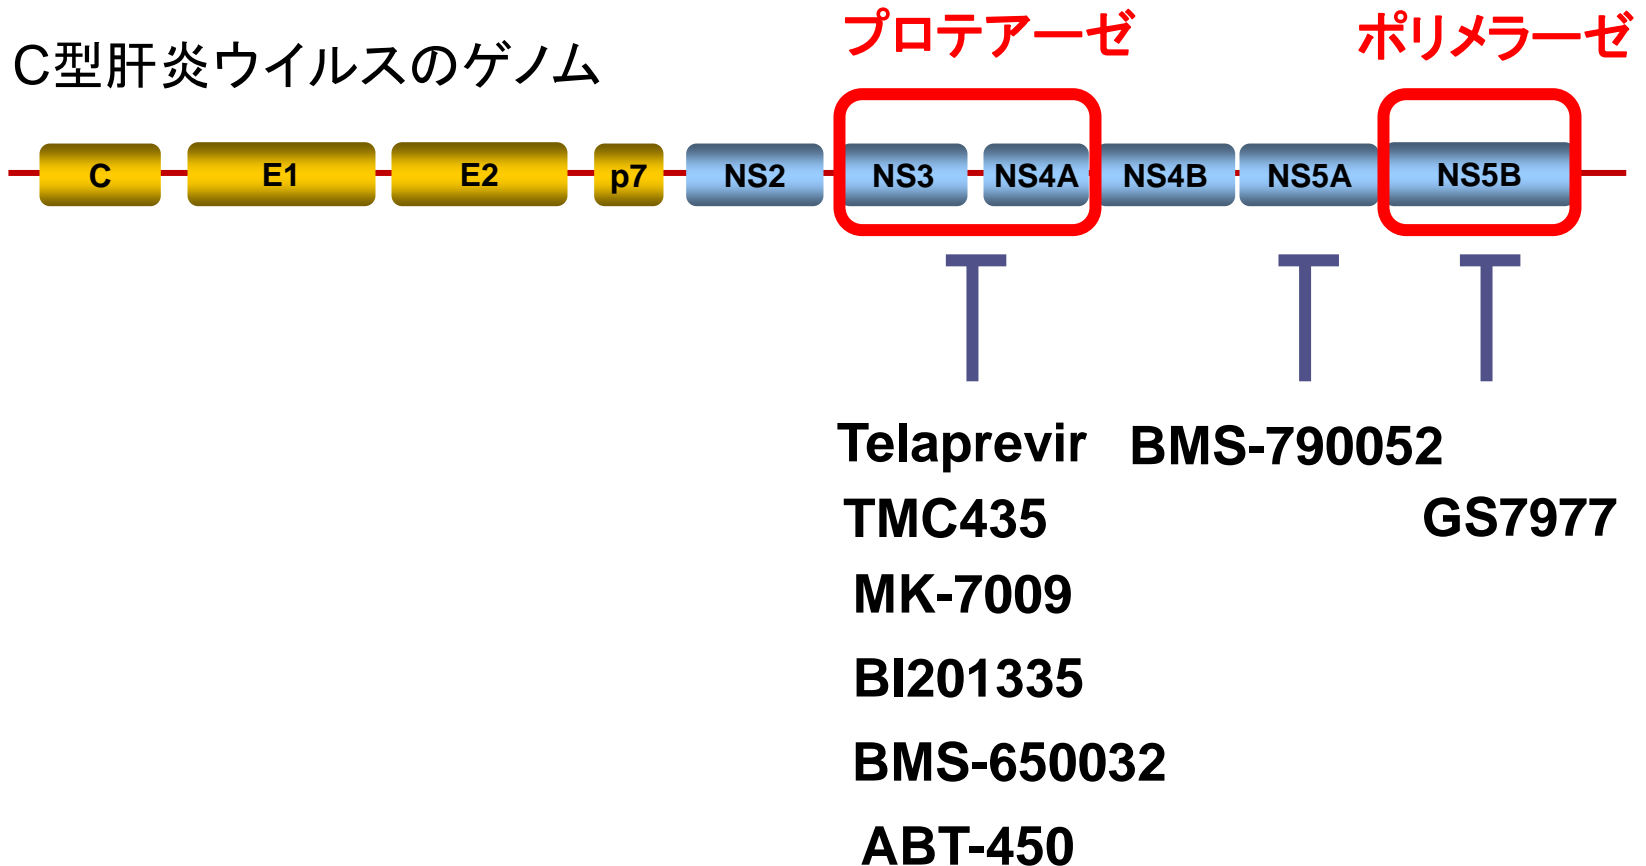 プロテアーゼ
ポリメラーゼ
C型肝炎ウイルスのゲノム
C
E1
E2
p7
NS2
NS3
NS4A
NS4B
NS5A
NS5B
Telaprevir
BMS-790052
TMC435
GS7977
MK-7009
BI201335
BMS-650032
ABT-450